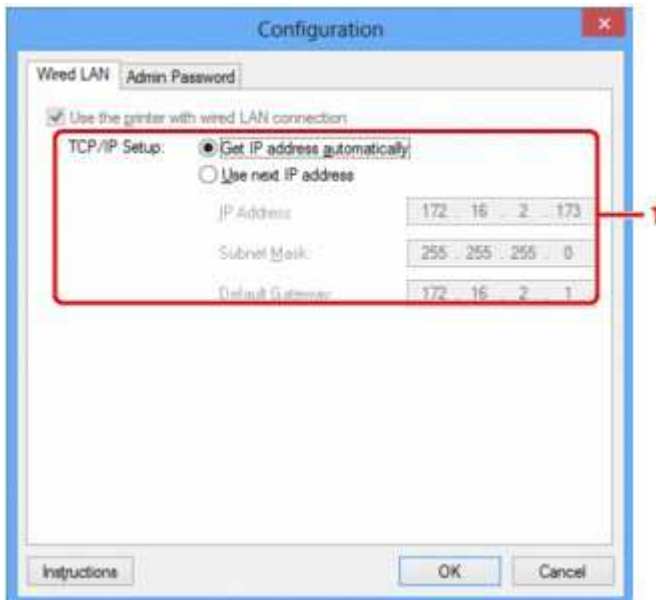 Configuration
Wired LAN Admin Password
Use the printer with wired LAN connection
TCP/IP Setup: Get IP address automatically
Use next IP address
IP Address: 172 . 16 . 2 . 173
1
Subnet Mask: 255 . 255 . 255 . 0
Default Gateway: 172 . 16 . 2 . 1
Instructions OK Cancel